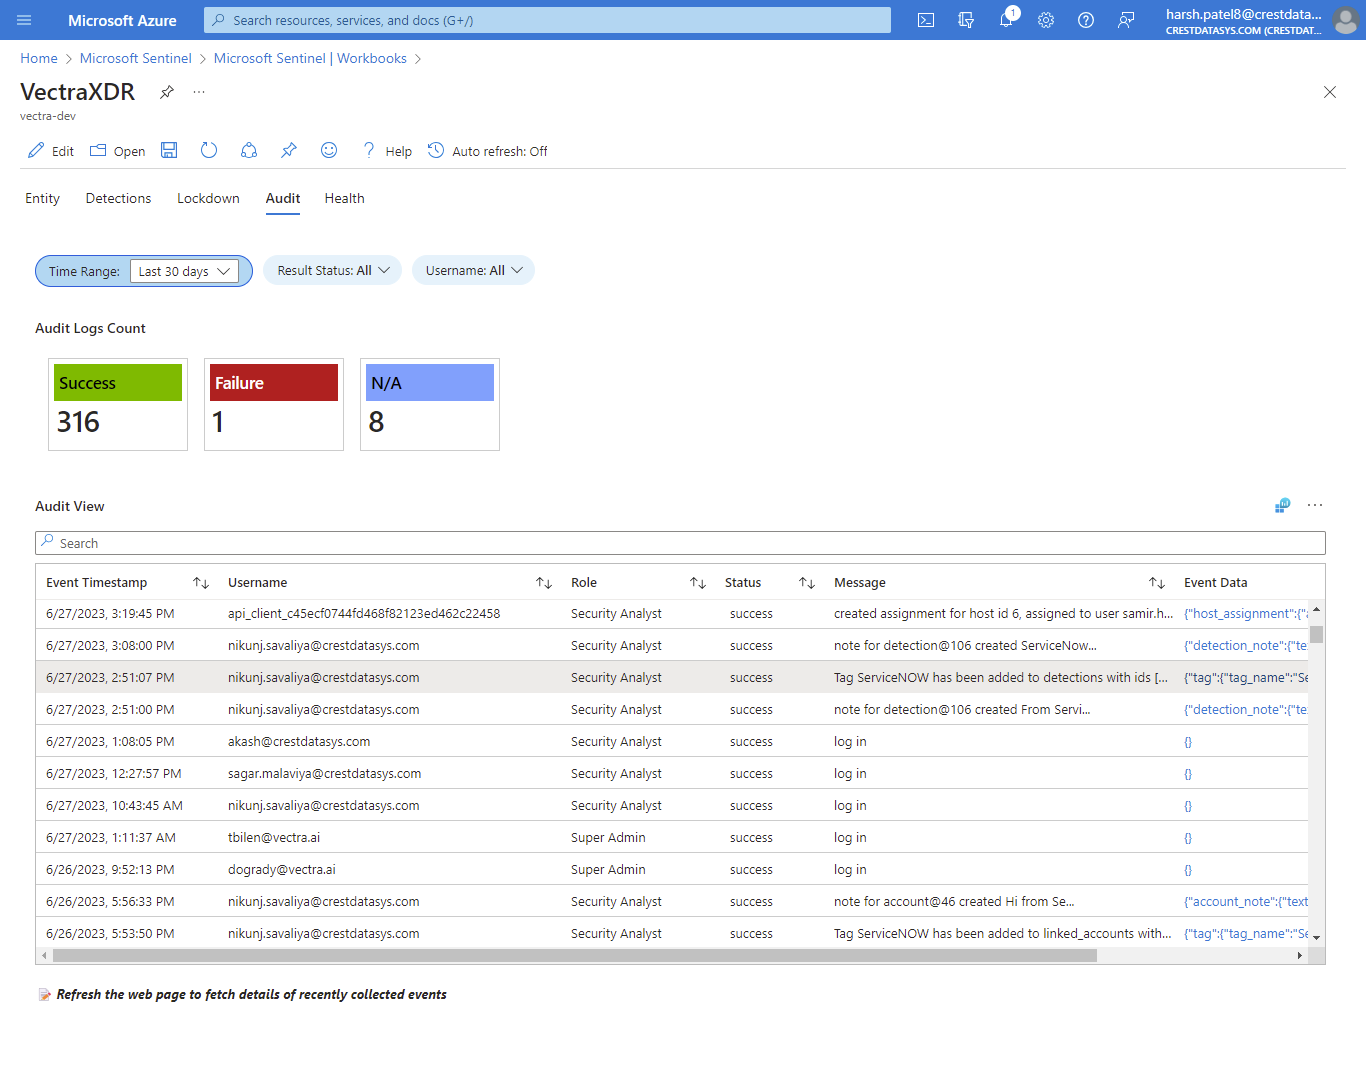 Microsoft Azure
Search resources, services, and docs (G+/)
1
harsh.patel8@crestdata...
CRESTDATASYS.COM (CRESTDAT...
Home > Microsoft Sentinel > Microsoft Sentinel | Workbooks >
VectraXDR
...
vectra-dev
Edit Open ? Help Auto refresh: Off
Entity Detections Lockdown Audit Health
Time Range: Last 30 days Result Status: All Username: All
Audit Logs Count
Success Failure N/A
316 1 8
Audit View
...
Search
Event Timestamp Username Role Status Message Event Data
6/27/2023, 3:19:45 PM api_client_c45ecf0744fd468f82123ed462c22458 Security Analyst success created assignment for host id 6, assigned to user samir.h... {"host_assignment":{"a
6/27/2023, 3:08:00 PM nikunj.savaliya@crestdatasys.com Security Analyst success note for detection@106 created ServiceNow... {"detection_note":{"tex
6/27/2023, 2:51:07 PM nikunj.savaliya@crestdatasys.com Security Analyst success Tag ServiceNOW has been added to detections with ids [... {"tag":{"tag_name":"Se
6/27/2023, 2:51:00 PM nikunj.savaliya@crestdatasys.com Security Analyst success note for detection@106 created From Servi... {"detection_note":{"tex
6/27/2023, 1:08:05 PM akash@crestdatasys.com Security Analyst success log in {}
6/27/2023, 12:27:57 PM sagar.malaviya@crestdatasys.com Security Analyst success log in {}
6/27/2023, 10:43:45 AM nikunj.savaliya@crestdatasys.com Security Analyst success log in {}
6/27/2023, 1:11:37 AM tbilen@vectra.ai Super Admin success log in {}
6/26/2023, 9:52:13 PM dogrady@vectra.ai Super Admin success log in {}
6/26/2023, 5:56:33 PM nikunj.savaliya@crestdatasys.com Security Analyst success note for account@46 created Hi from Se... {"account_note":{"text
6/26/2023, 5:53:50 PM nikunj.savaliya@crestdatasys.com Security Analyst success Tag ServiceNOW has been added to linked_accounts with... {"tag":{"tag_name":"Se
Refresh the web page to fetch details of recently collected events